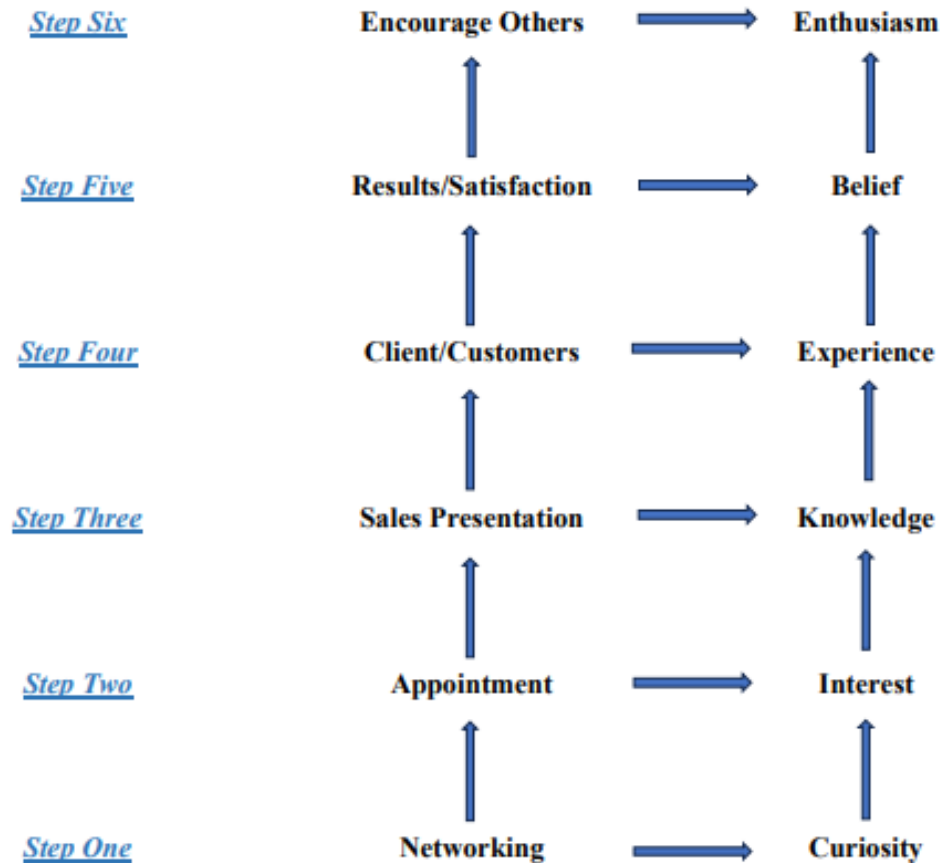 Step Six Encourage Others Enthusiasm
Step Five Results/Satisfaction Belief
Step Four Client/Customers Experience
Step Three Sales Presentation Knowledge
Step Two Appointment Interest
Step One Networking Curiosity